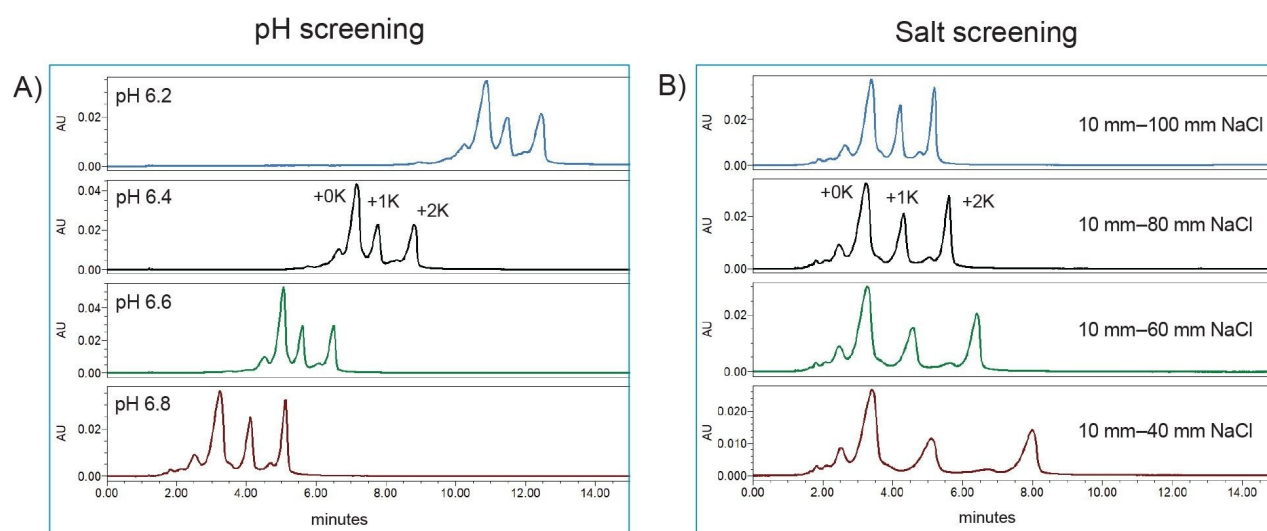 pH screening
Salt screening
A)
pH 6.2
AU
0.02
0.00
pH 6.4
+0K
+1K
+2K
AU
0.04
0.02
0.00
pH 6.6
AU
0.04
0.02
0.00
pH 6.8
AU
0.02
0.00
0.00 2.00 4.00 6.00 8.00 10.00 12.00 14.00
minutes
B)
10 mm–100 mm NaCl
AU
0.02
0.00
+0K
+1K
+2K
10 mm–80 mm NaCl
AU
0.02
0.00
10 mm–60 mm NaCl
AU
0.02
0.00
10 mm–40 mm NaCl
AU
0.020
0.010
0.000
0.00 2.00 4.00 6.00 8.00 10.00 12.00 14.00
minutes